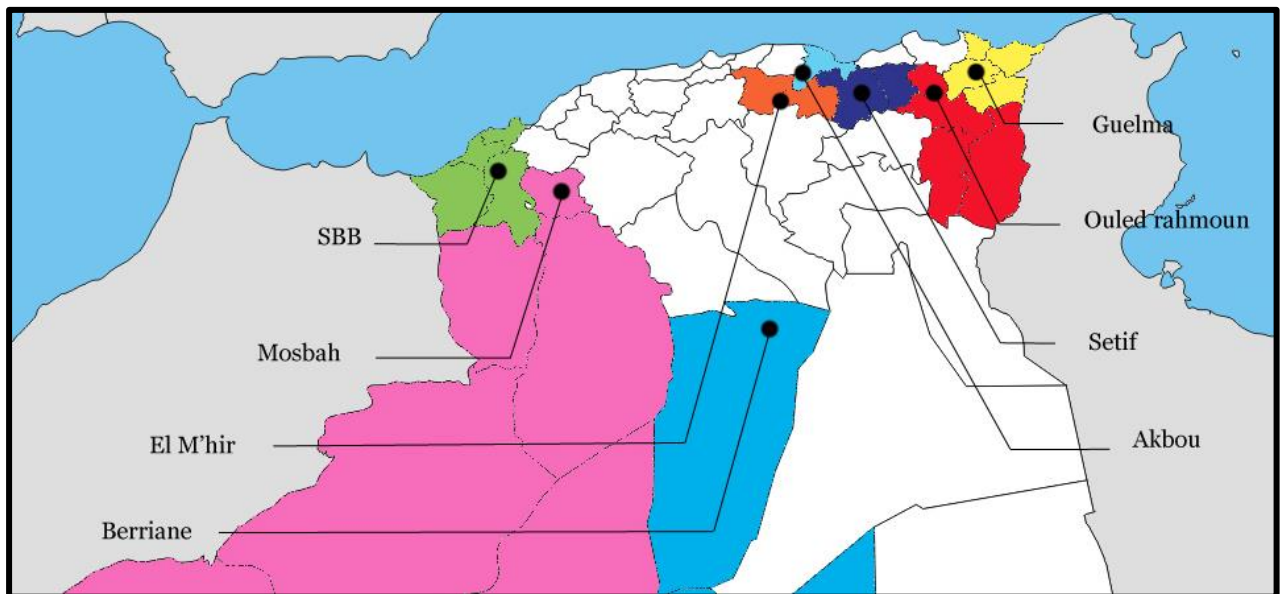 Guelma
Ouled rahmoun
SBB
Setif
Mosbah
Akbou
El M'hir
Berriane